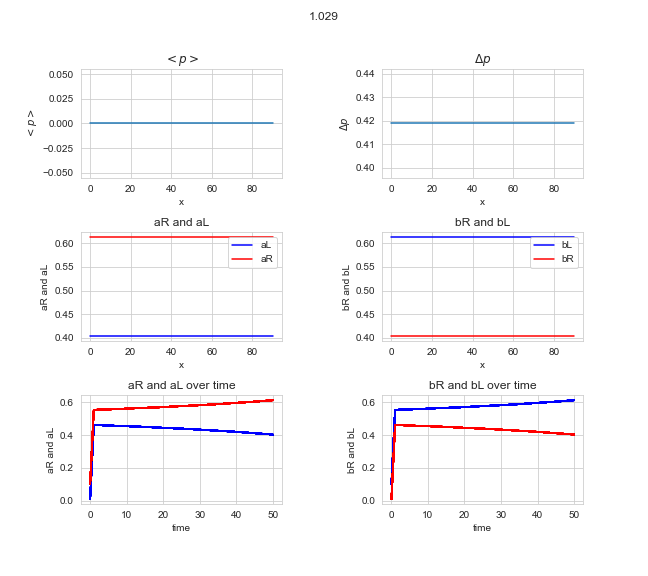 1.029
< p >
Δp
0.050
0.025
0.000
−0.025
−0.050
< p >
0 20 40 60 80
x
0.44
0.43
0.42
0.41
0.40
Δp
0 20 40 60 80
x
aR and aL
bR and bL
0.60
0.55
0.50
0.45
0.40
aR and aL
aL
aR
0 20 40 60 80
x
0.60
0.55
0.50
0.45
0.40
bR and bL
bL
bR
0 20 40 60 80
x
aR and aL over time
bR and bL over time
0.6
0.4
0.2
0.0
aR and aL
0 10 20 30 40 50
time
0.6
0.4
0.2
0.0
bR and bL
0 10 20 30 40 50
time